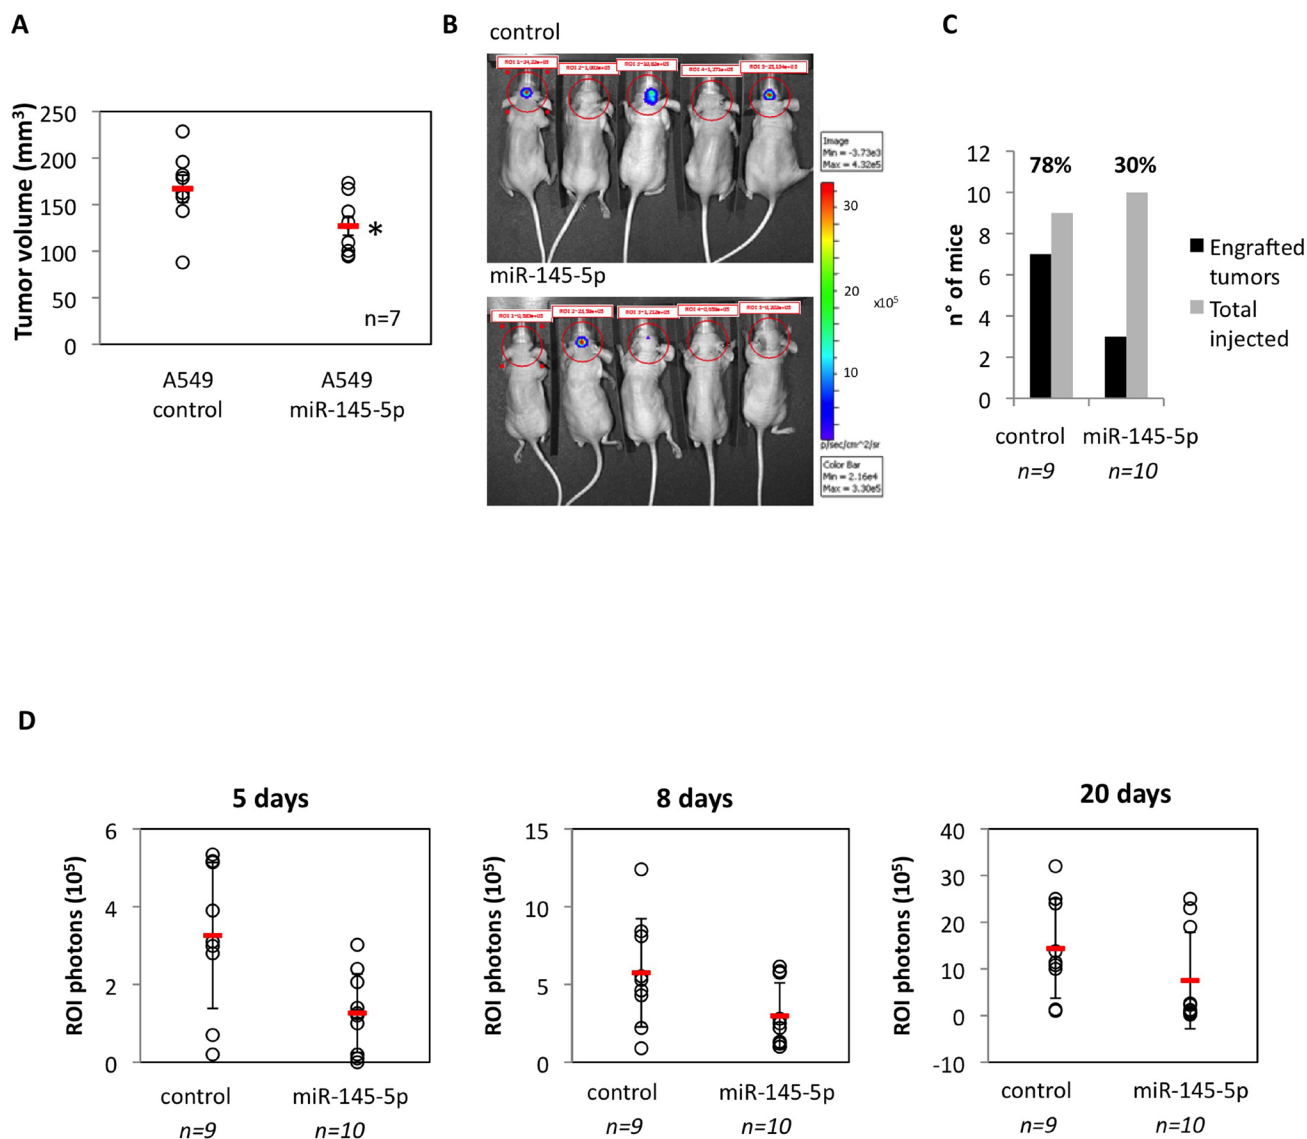 A
Tumor volume (mm³)
250
200
150
100
50
0
*
n=7
A549
control
A549
miR-145-5p
B
control
miR-145-5p
Image
Min = -3.73e3
Max = 4.32e5
30
20
x10⁵
10
p/sec/cm^2/sr
Color Bar
Min = 2.16e4
Max = 3.30e5
C
n° of mice
12
10
8
6
4
2
0
78%
30%
Engrafted
tumors
Total
injected
control
miR-145-5p
n=9
n=10
D
5 days
ROI photons (10⁵)
6
4
2
0
control
miR-145-5p
n=9
n=10
8 days
ROI photons (10⁵)
15
10
5
0
control
miR-145-5p
n=9
n=10
20 days
ROI photons (10⁵)
40
30
20
10
0
-10
control
miR-145-5p
n=9
n=10